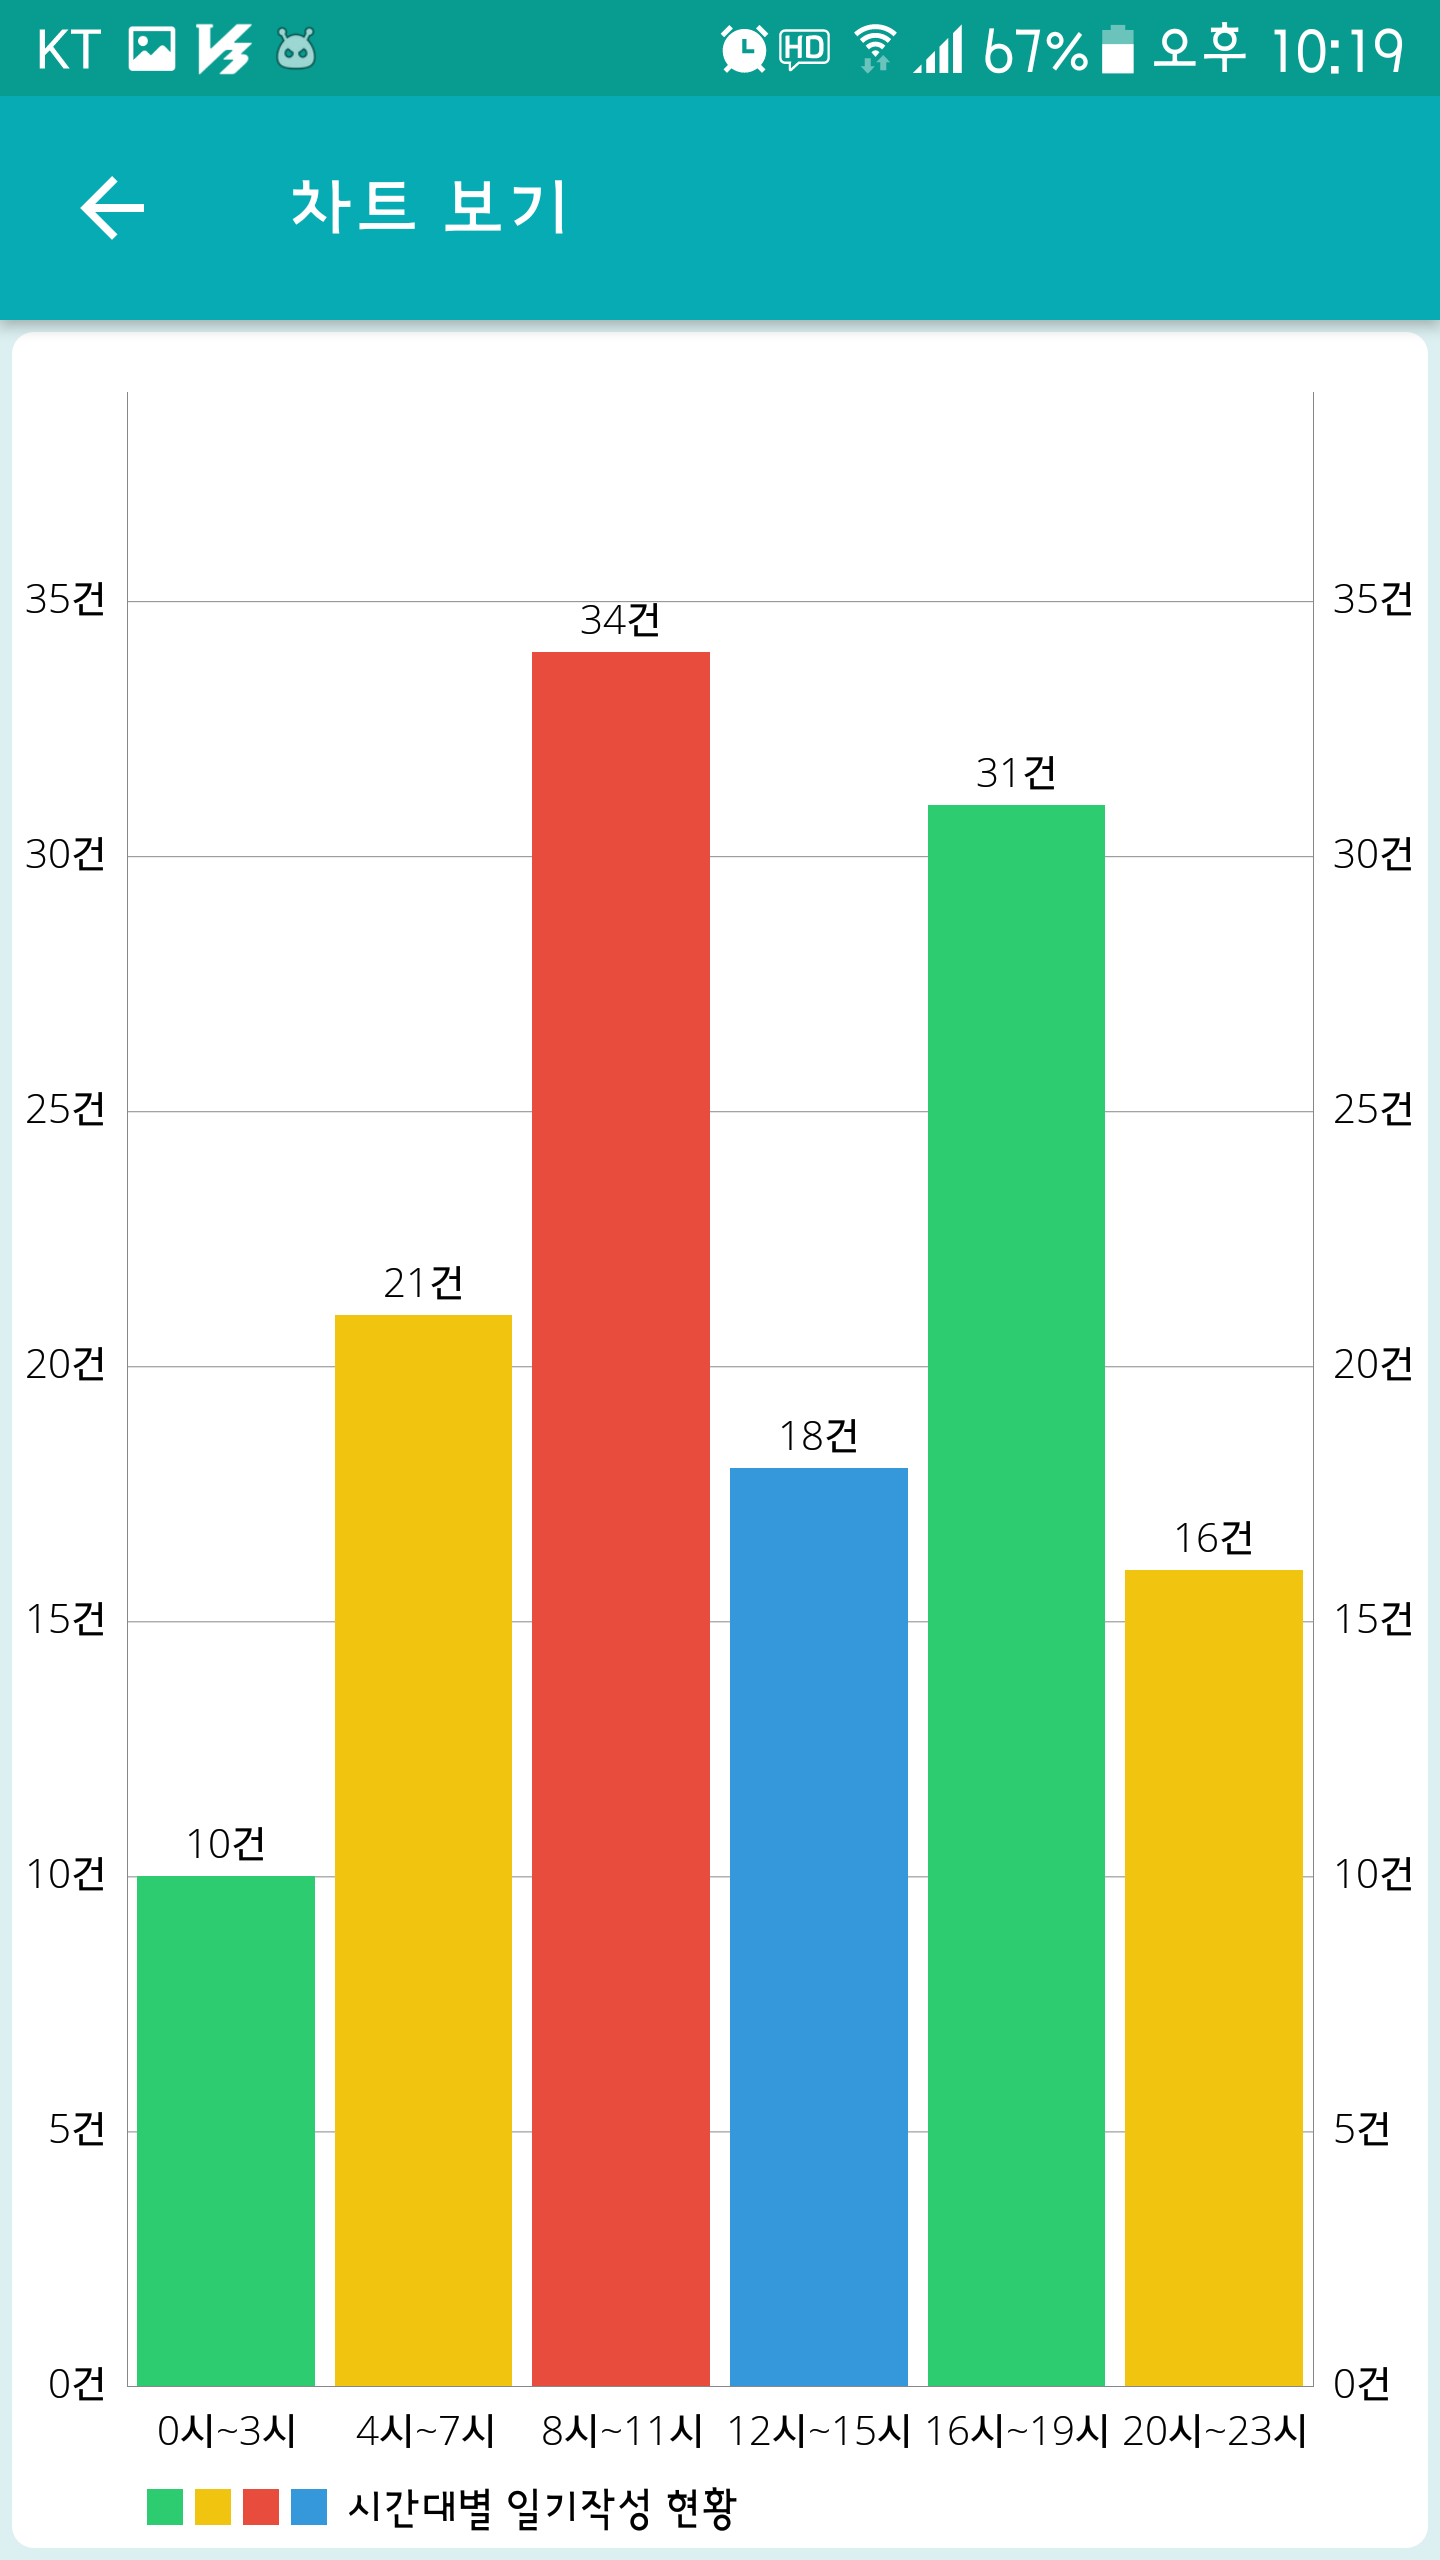 KT HD 67% 오후 10:19
차트 보기
35건 35건
34건
31건
30건 30건
25건 25건
21건
20건 20건
18건
16건
15건 15건
10건
10건 10건
5건 5건
0건 0건
0시~3시 4시~7시 8시~11시 12시~15시 16시~19시 20시~23시
시간대별 일기작성 현황